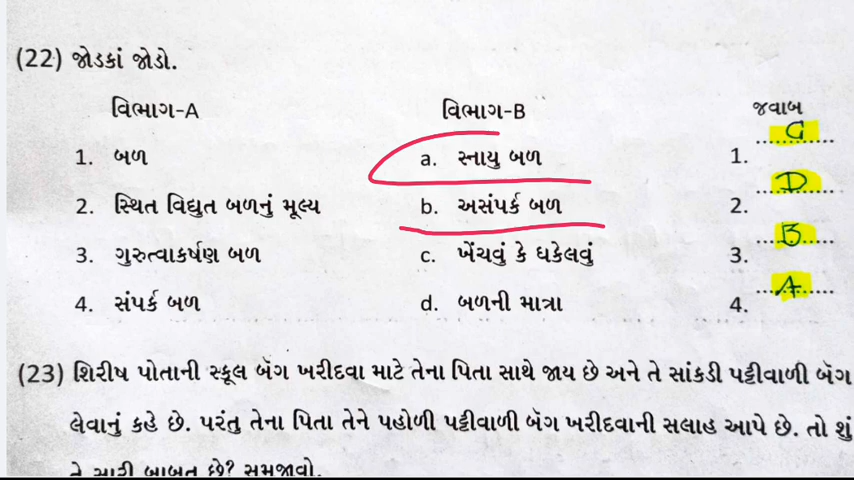 (22) જોડકાં જોડો.
વિભાગ-A વિભાગ-B જવાબ
1. બળ a. સ્નાયુ બળ 1. ........ C
2. સ્થિત વિદ્યુત બળનું મૂલ્ય b. અસંપર્ક બળ 2. ........ D
3. ગુરુત્વાકર્ષણ બળ c. ખેંચવું કે ધકેલવું 3. ........ B
4. સંપર્ક બળ d. બળની માત્રા 4. ........ A
(23) શિરીષ પોતાની સ્કૂલ બૅગ ખરીદવા માટે તેના પિતા સાથે જાય છે અને તે સાંકડી પટ્ટીવાળી બૅગ
લેવાનું કહે છે. પરંતુ તેના પિતા તેને પહોળી પટ્ટીવાળી બૅગ ખરીદવાની સલાહ આપે છે. તો શું
તે સારી બાબત છે? સમજાવો.